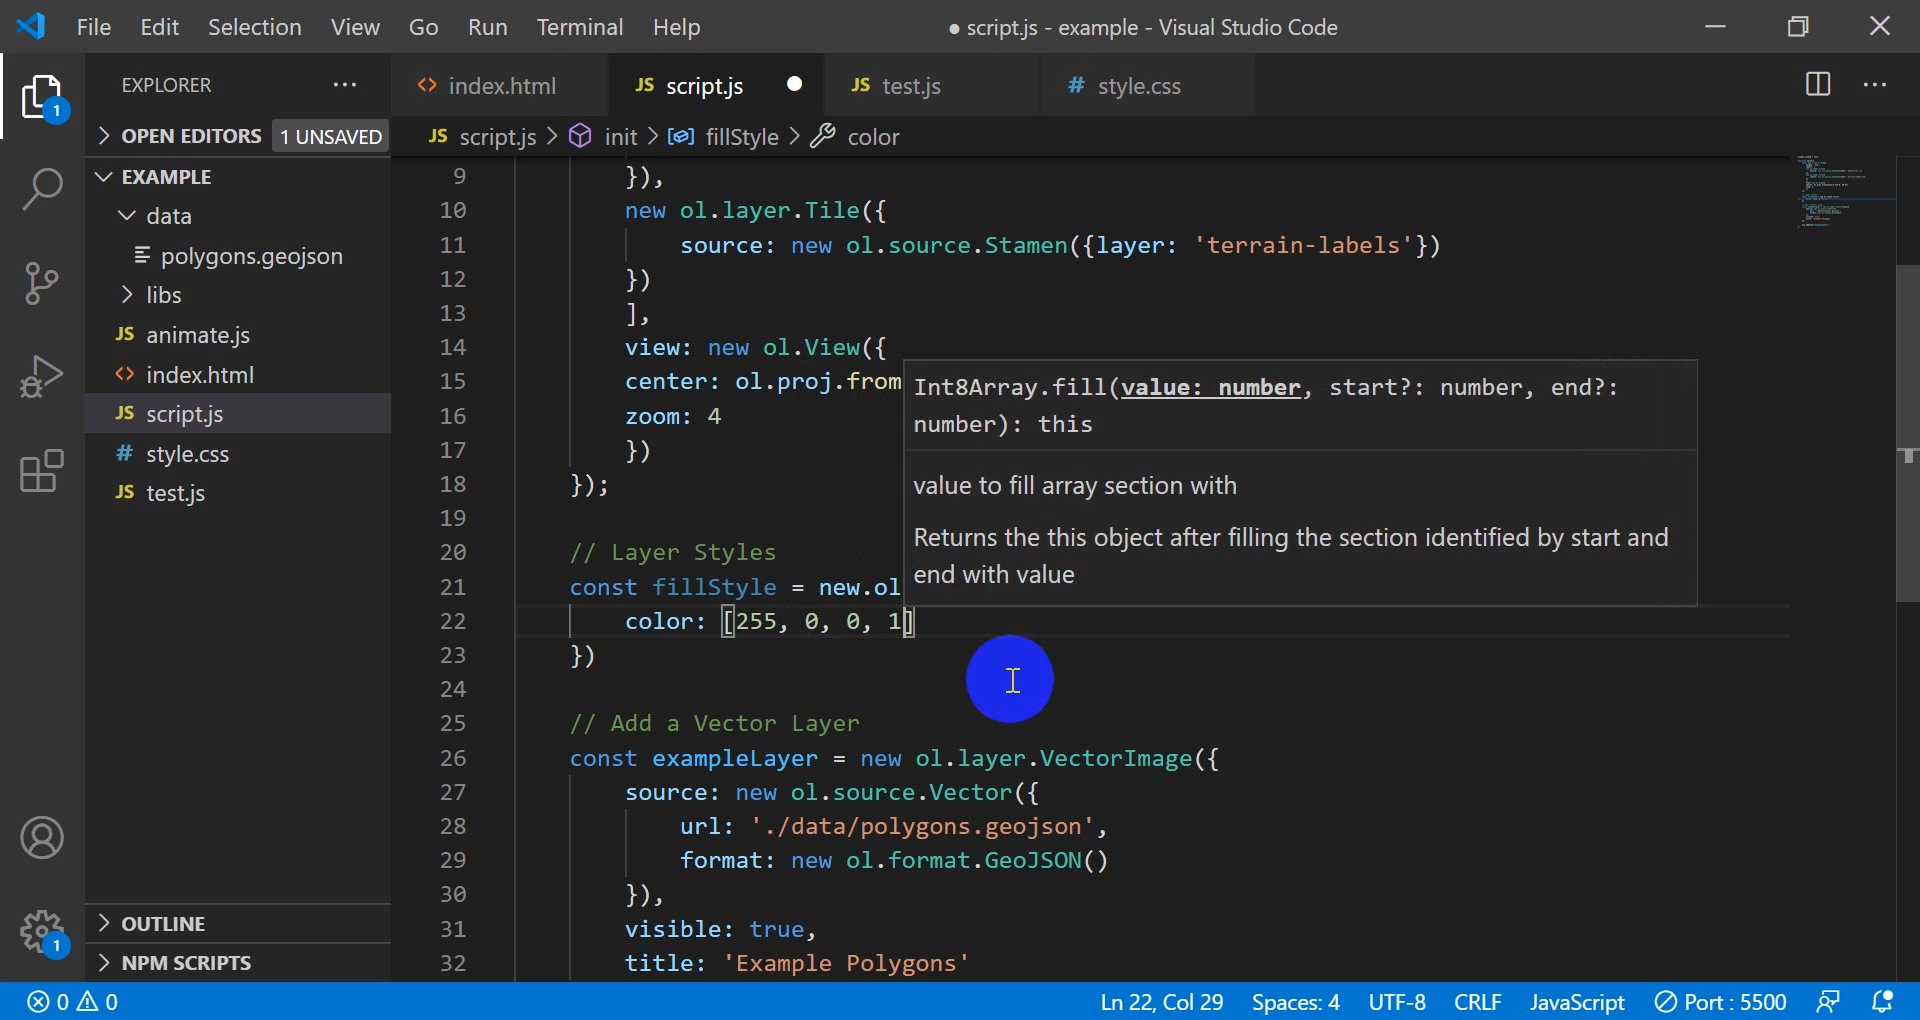 File Edit Selection View Go Run Terminal Help
● script.js - example - Visual Studio Code
EXPLORER ···
<> index.html
JS script.js ●
JS test.js
# style.css
OPEN EDITORS 1 UNSAVED
JS script.js > init > fillStyle > color
EXAMPLE
data
polygons.geojson
libs
JS animate.js
<> index.html
JS script.js
# style.css
JS test.js
OUTLINE
NPM SCRIPTS
1
1
9 }),
10 new ol.layer.Tile({
11 source: new ol.source.Stamen({layer: 'terrain-labels'})
12 })
13 ],
14 view: new ol.View({
15 center: ol.proj.from
16 zoom: 4
17 })
18 });
19
20 // Layer Styles
21 const fillStyle = new.ol
22 color: [255, 0, 0, 1]
23 })
24
25 // Add a Vector Layer
26 const exampleLayer = new ol.layer.VectorImage({
27 source: new ol.source.Vector({
28 url: './data/polygons.geojson',
29 format: new ol.format.GeoJSON()
30 }),
31 visible: true,
32 title: 'Example Polygons'
Int8Array.fill(value: number, start?: number, end?:
number): this
value to fill array section with
Returns the this object after filling the section identified by start and
end with value
0 0 Ln 22, Col 29 Spaces: 4 UTF-8 CRLF JavaScript Port : 5500